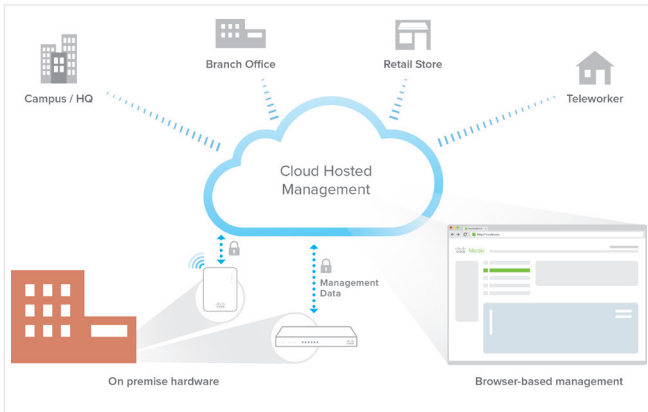 Branch Office
Retail Store
Campus / HQ
Teleworker
Cloud Hosted
Management
Management
Data
Meraki
On premise hardware
Browser-based management